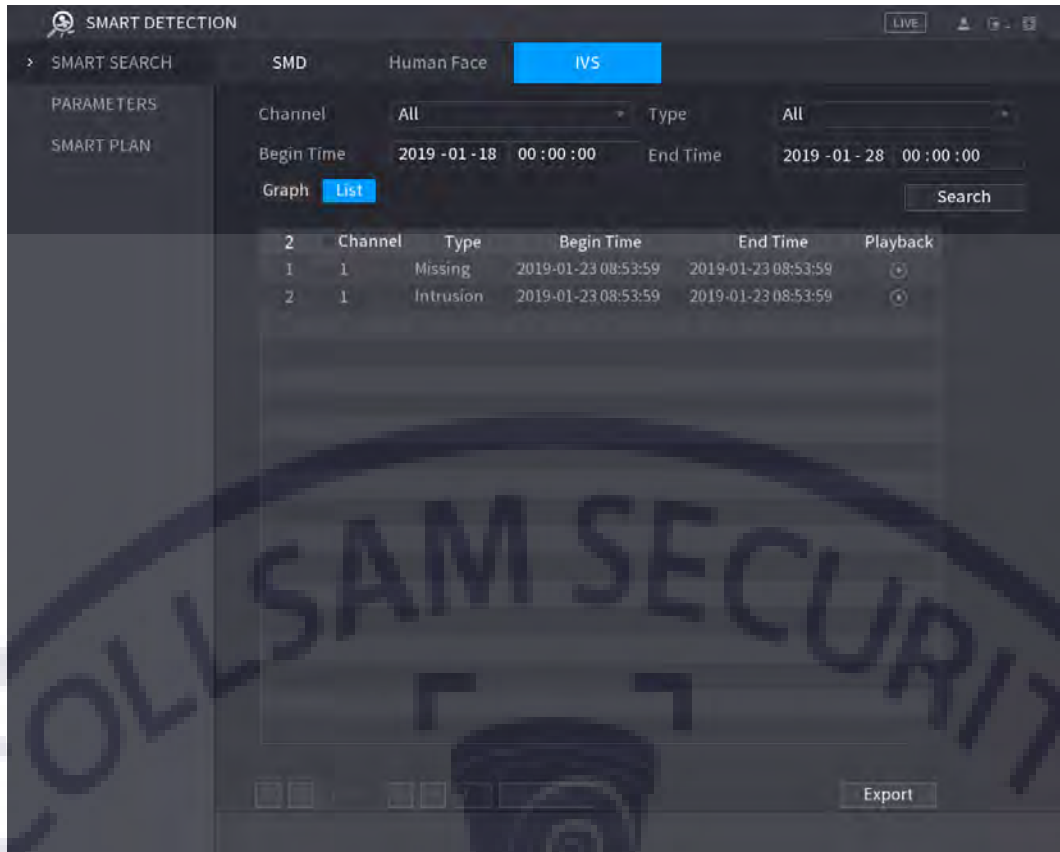 SMART DETECTION LIVE
SMART SEARCH SMD Human Face IVS
PARAMETERS
SMART PLAN
Channel All Type All
Begin Time 2019 -01 -18 00 :00 :00 End Time 2019 -01 - 28 00 :00 :00
Graph List
Search
2 Channel Type Begin Time End Time Playback
1 1 Missing 2019-01-23 08:53:59 2019-01-23 08:53:59
2 1 Intrusion 2019-01-23 08:53:59 2019-01-23 08:53:59
OLLSAM SECURIT
Export